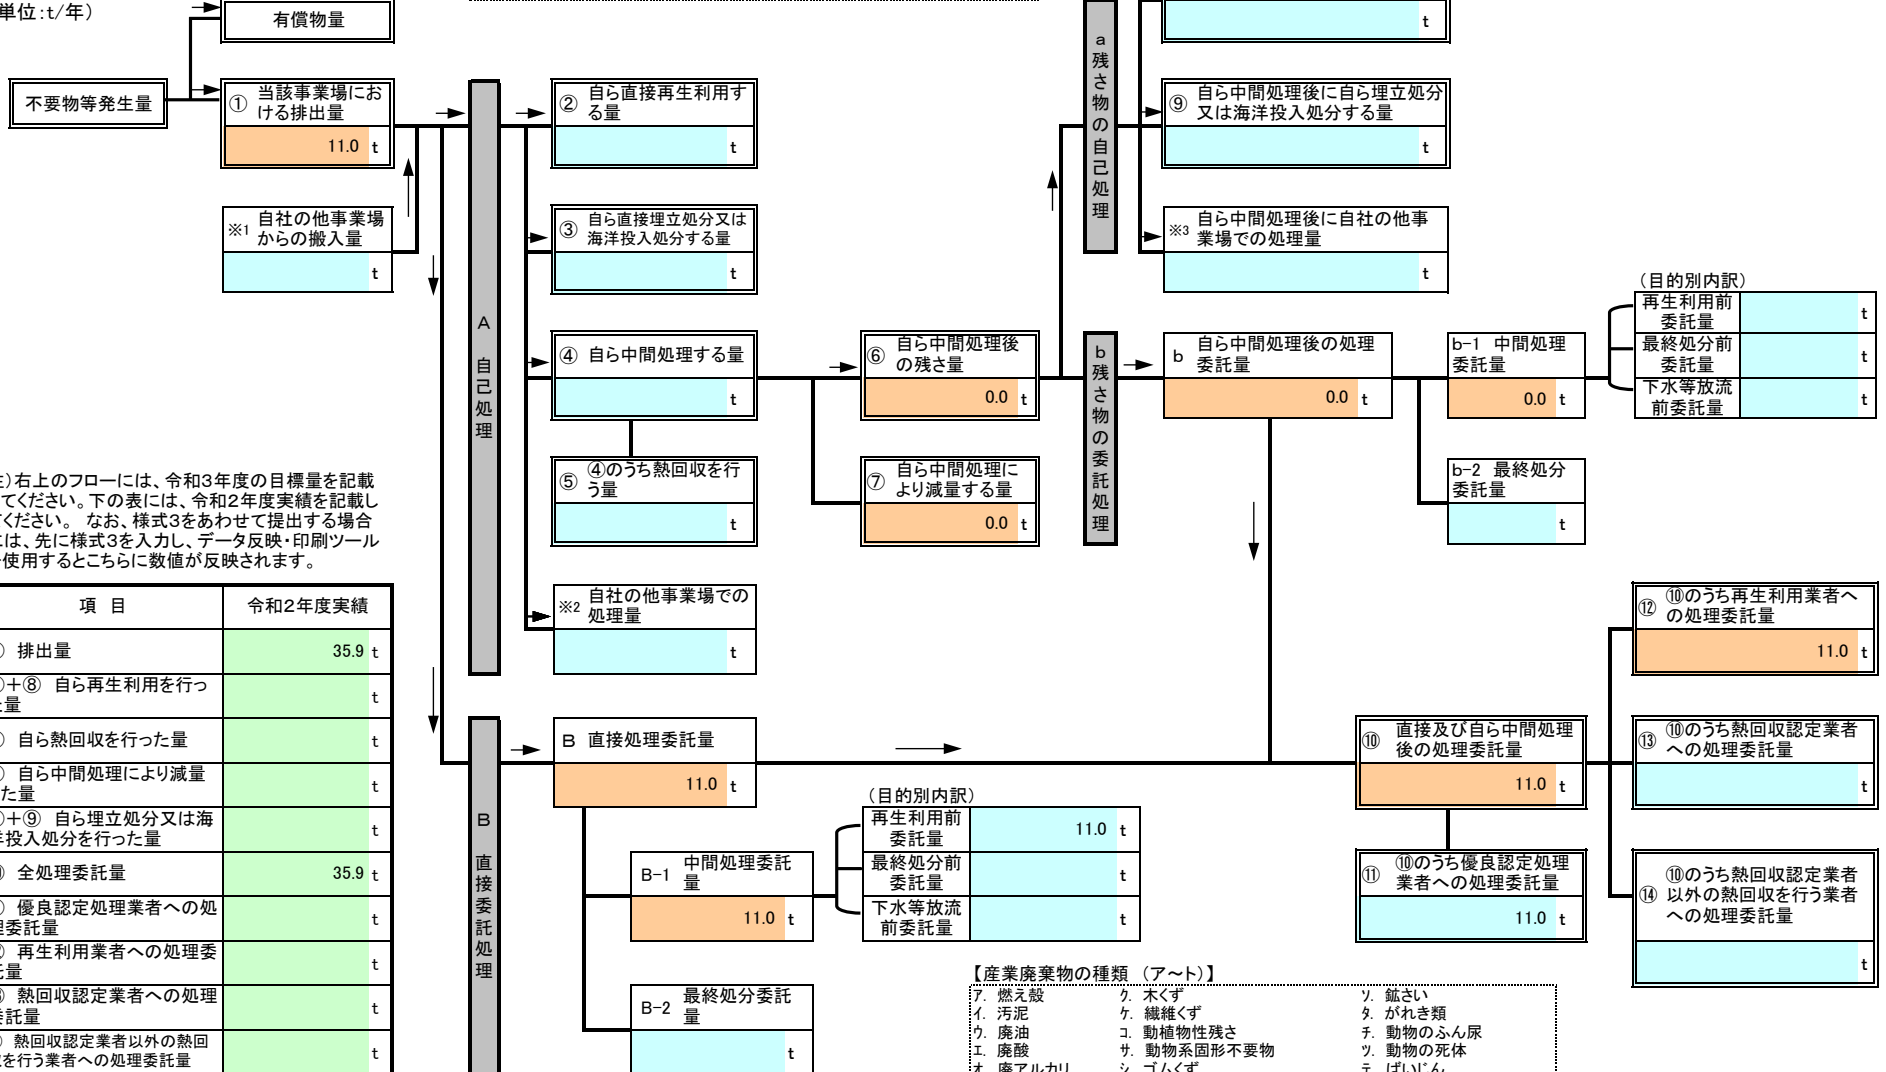 単位:t/年)
有償物量
不要物等発生量
① 当該事業場にお
ける排出量
11.0 t
※1 自社の他事業場
からの搬入量
t
A 自己処理
② 自ら直接再生利用す
る量
t
③ 自ら直接埋立処分又は
海洋投入処分する量
t
④ 自ら中間処理する量
t
⑤ ④のうち熱回収を行
う量
t
※2 自社の他事業場での
処理量
t
⑥ 自ら中間処理後
の残さ量
0.0 t
⑦ 自ら中間処理に
より減量する量
0.0 t
a 残さ物の自己処理
t
⑨ 自ら中間処理後に自ら埋立処分
又は海洋投入処分する量
t
※3 自ら中間処理後に自社の他事
業場での処理量
t
b 残さ物の委託処理
b 自ら中間処理後の処理
委託量
0.0 t
b-1 中間処理
委託量
0.0 t
b-2 最終処分
委託量
t
(目的別内訳)
再生利用前
委託量 t
最終処分前
委託量 t
下水等放流
前委託量 t
)右上のフローには、令和3年度の目標量を記載
てください。下の表には、令和2年度実績を記載し
ください。 なお、様式3をあわせて提出する場合
は、先に様式3を入力し、データ反映・印刷ツール
使用するとこちらに数値が反映されます。
項 目 令和2年度実績
排出量 35.9 t
+⑧ 自ら再生利用を行っ
量 t
自ら熱回収を行った量 t
自ら中間処理により減量
た量 t
+⑨ 自ら埋立処分又は海
投入処分を行った量 t
全処理委託量 35.9 t
優良認定処理業者への処
委託量 t
再生利用業者への処理委
量 t
熱回収認定業者への処理
託量 t
熱回収認定業者以外の熱回
を行う業者への処理委託量 t
B 直接委託処理
B 直接処理委託量
11.0 t
(目的別内訳)
再生利用前
委託量 11.0 t
最終処分前
委託量 t
下水等放流
前委託量 t
B-1 中間処理委託
量
11.0 t
B-2 最終処分委託
量
t
⑩ 直接及び自ら中間処理
後の処理委託量
11.0 t
⑪ ⑩のうち優良認定処理
業者への処理委託量
11.0 t
⑫ ⑩のうち再生利用業者へ
の処理委託量
11.0 t
⑬ ⑩のうち熱回収認定業者
への処理委託量
t
⑭ ⑩のうち熱回収認定業者
以外の熱回収を行う業者
への処理委託量
t
【産業廃棄物の種類 (ア~ト)】
ア. 燃え殻 ク. 木くず ソ. 鉱さい
イ. 汚泥 ケ. 繊維くず タ. がれき類
ウ. 廃油 コ. 動植物性残さ チ. 動物のふん尿
エ. 廃酸 サ. 動物系固形不要物 ツ. 動物の死体
オ. 廃アルカリ シ. ゴムくず テ. ばいじん